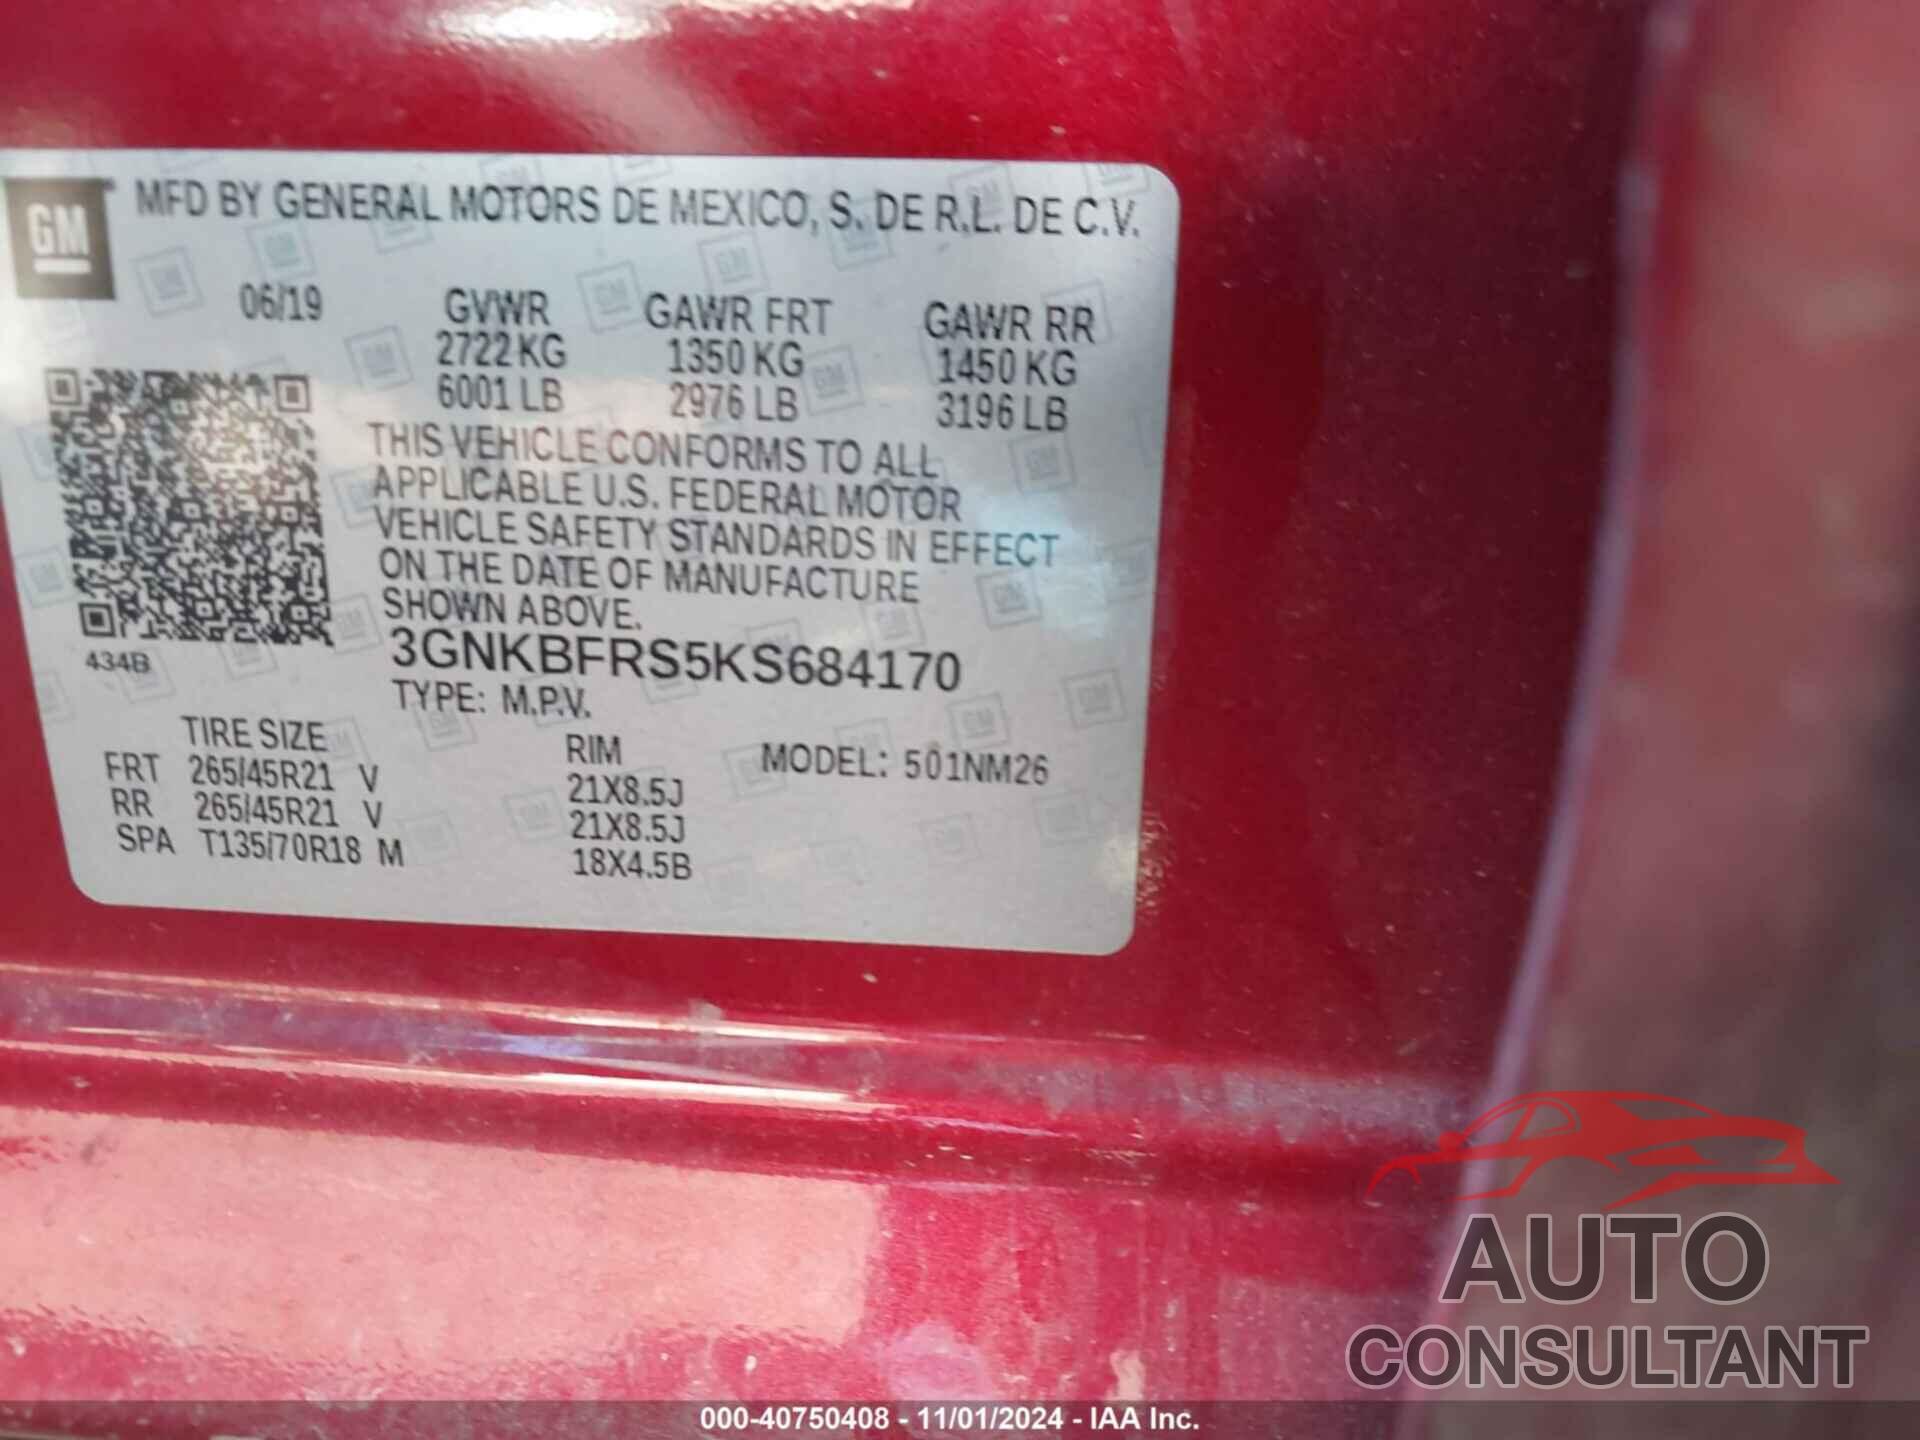 GM MFD BY GENERAL MOTORS DE MEXICO, S. DE R.L. DE C.V.
06/19 GVWR GAWR FRT GAWR RR
2722 KG 1350 KG 1450 KG
6001 LB 2976 LB 3196 LB
THIS VEHICLE CONFORMS TO ALL
APPLICABLE U.S. FEDERAL MOTOR
VEHICLE SAFETY STANDARDS IN EFFECT
ON THE DATE OF MANUFACTURE
SHOWN ABOVE.
434B 3GNKBFRS5KS684170
TYPE: M.P.V.
TIRE SIZE RIM MODEL: 501NM26
FRT 265/45R21 V 21X8.5J
RR 265/45R21 V 21X8.5J
SPA T135/70R18 M 18X4.5B
AUTO
CONSULTANT
000-40750408 - 11/01/2024 - IAA Inc.